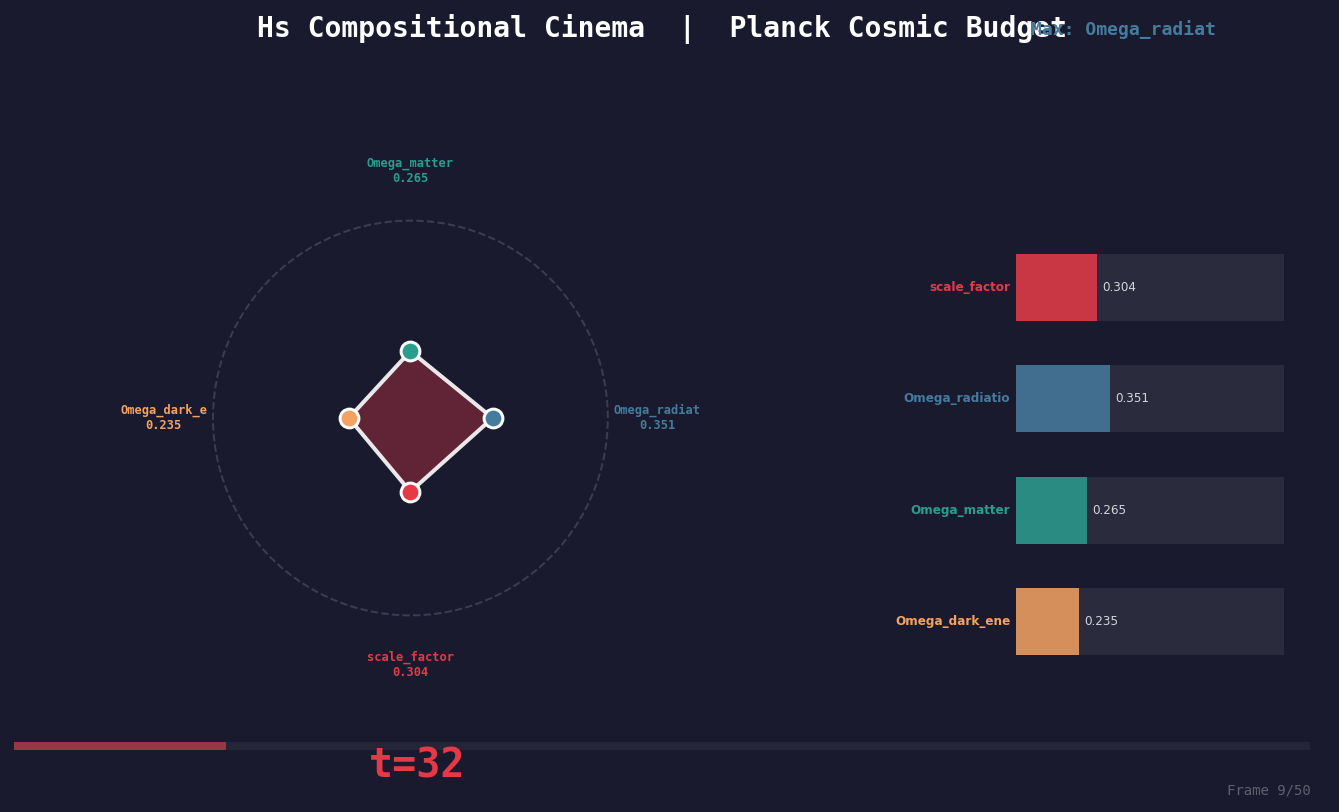 Hs Compositional Cinema | Planck Cosmic Budget
Max: Omega_radiat
Omega_matter
0.265
Omega_dark_e
0.235
Omega_radiat
0.351
scale_factor
0.304
scale_factor 0.304
Omega_radiatio 0.351
Omega_matter 0.265
Omega_dark_ene 0.235
t=32
Frame 9/50